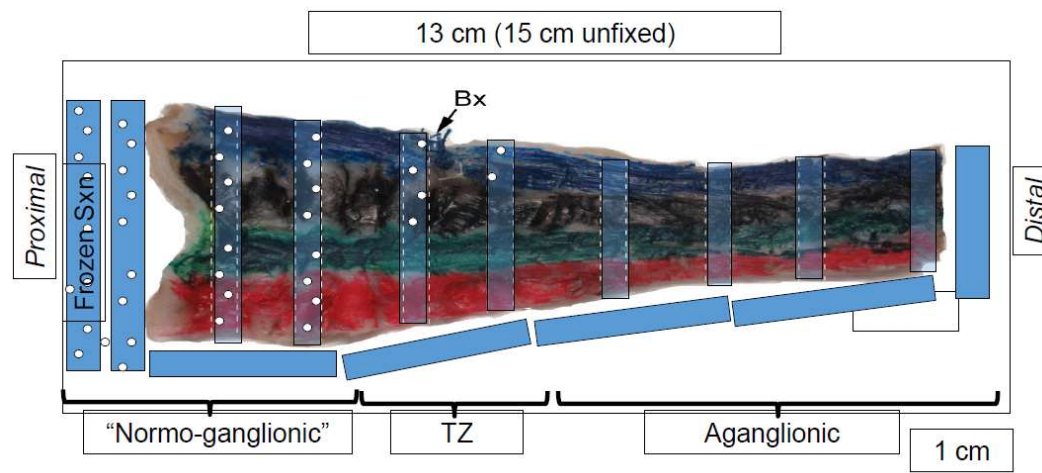 13 cm (15 cm unfixed)
Bx
Proximal
Frozen Sxn
Distal
“Normo-ganglionic”
TZ
Aganglionic
1 cm